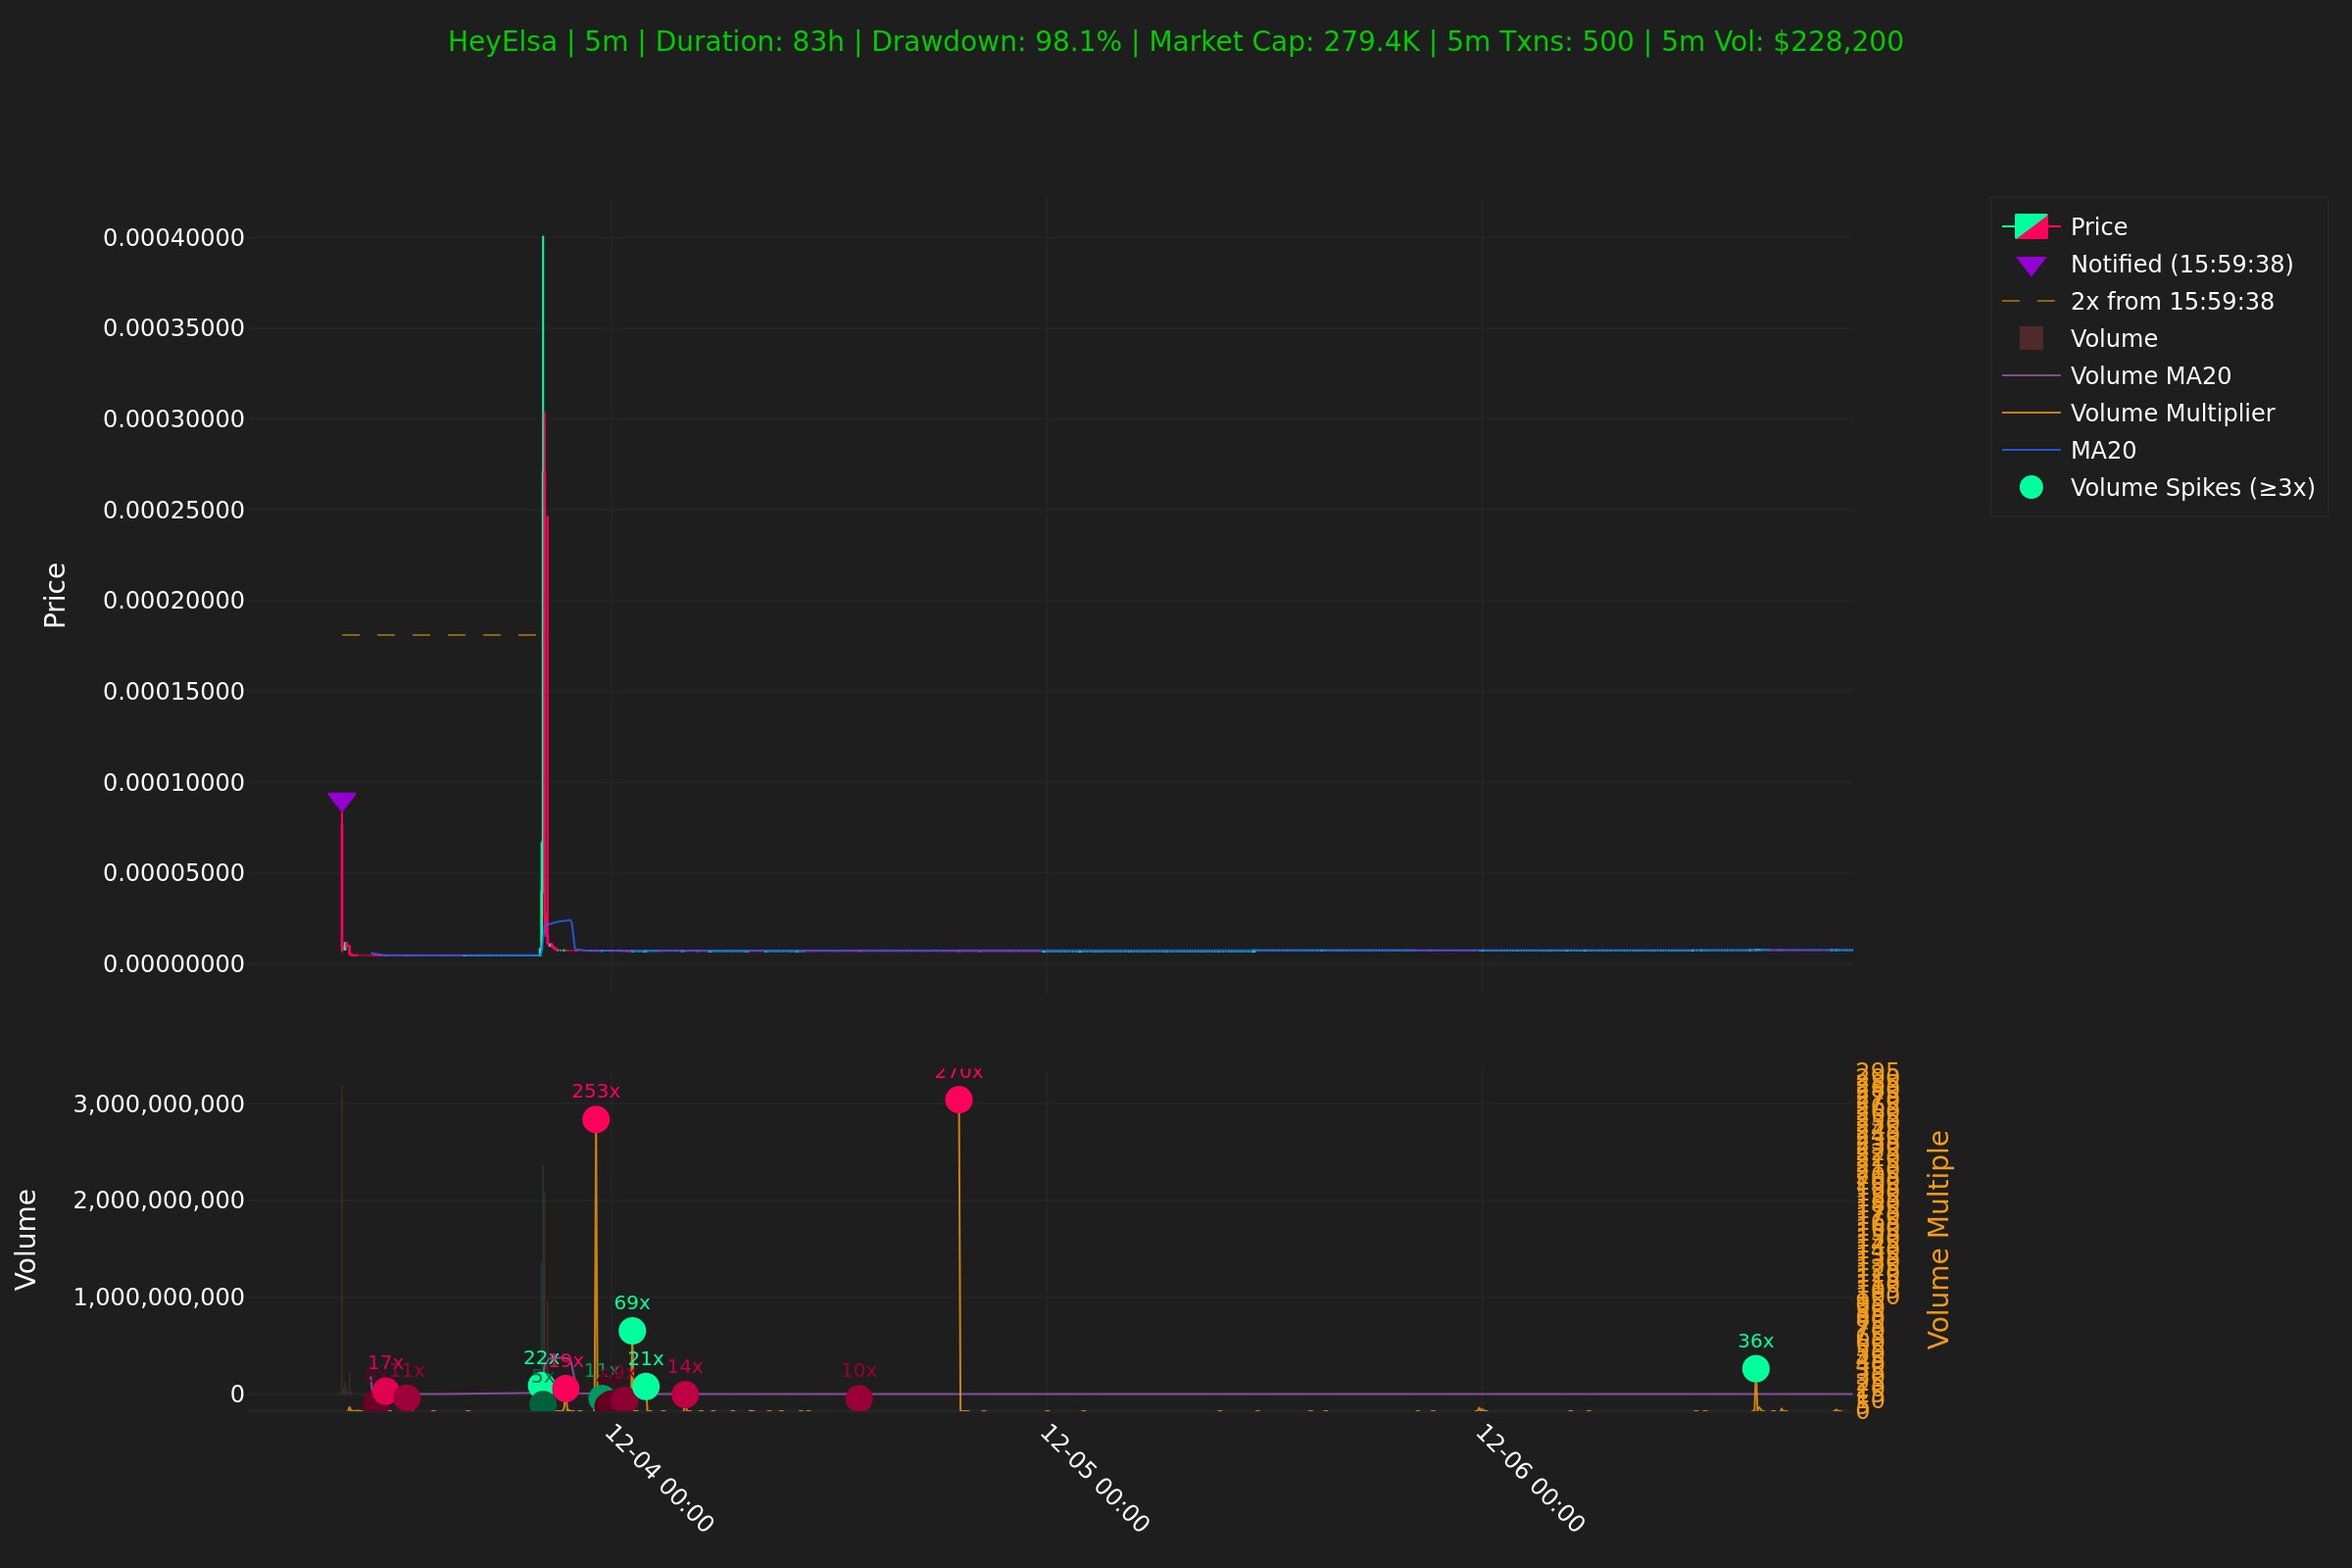 HeyElsa | 5m | Duration: 83h | Drawdown: 98.1% | Market Cap: 279.4K | 5m Txns: 500 | 5m Vol: $228,200
Price
0.00040000
0.00035000
0.00030000
0.00025000
0.00020000
0.00015000
0.00010000
0.00005000
0.00000000
Price
Notified (15:59:38)
2x from 15:59:38
Volume
Volume MA20
Volume Multiplier
MA20
Volume Spikes (≥3x)
Volume
3,000,000,000
2,000,000,000
1,000,000,000
0
253x
270x
69x
36x
17x
11x
22x
5x
19x
11x
21x
14x
10x
Volume Multiple
12-04 00:00
12-05 00:00
12-06 00:00